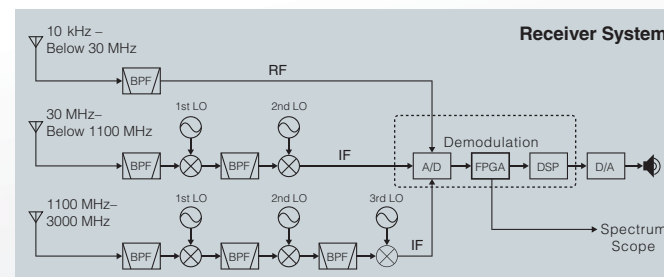 Receiver System
10 kHz –
Below 30 MHz
BPF
RF
30 MHz–
Below 1100 MHz
1st LO
2nd LO
BPF
BPF
IF
Demodulation
A/D
FPGA
DSP
D/A
1100 MHz–
3000 MHz
1st LO
2nd LO
3rd LO
BPF
BPF
BPF
IF
Spectrum
Scope